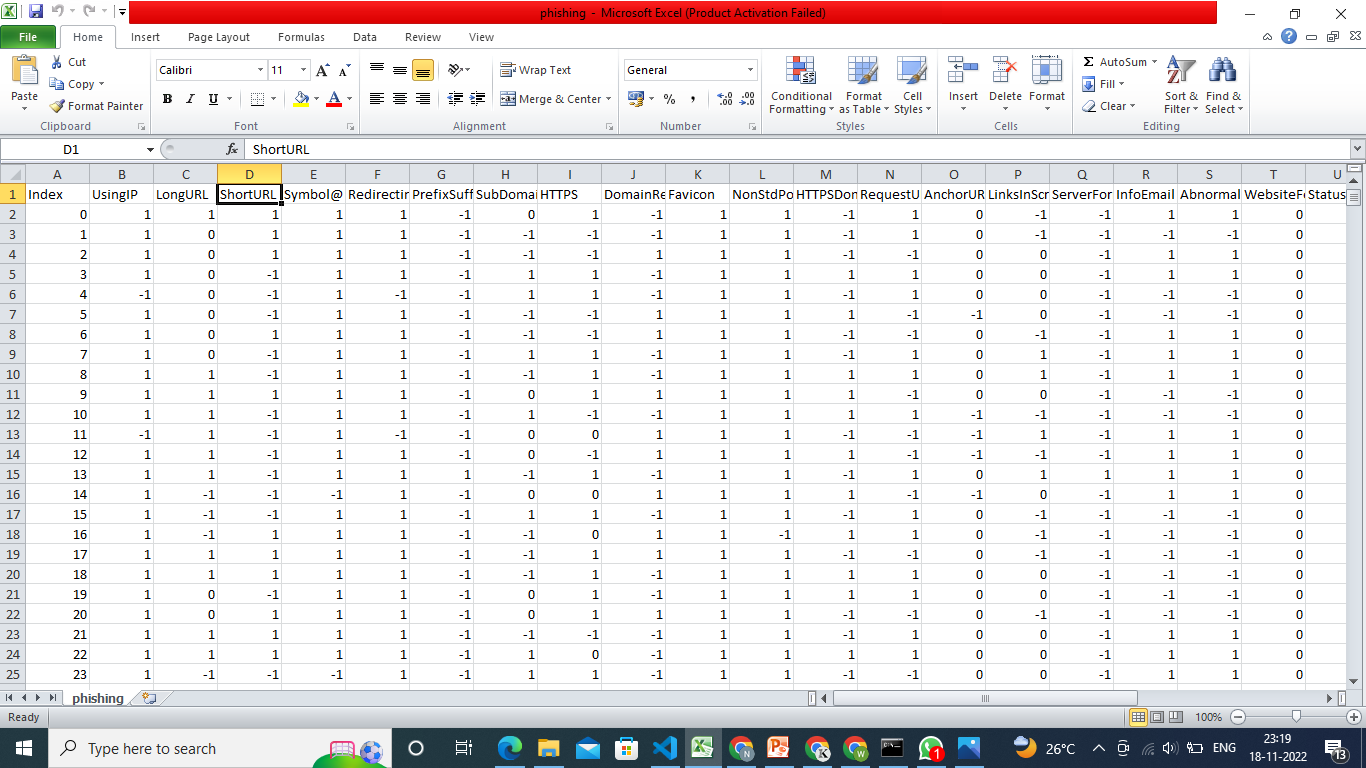 phishing - Microsoft Excel (Product Activation Failed)
File Home Insert Page Layout Formulas Data Review View
Paste Cut Copy Format Painter Clipboard
Calibri 11 A A B I U A Font
Wrap Text Merge & Center Alignment
General % , Number
Conditional Formatting Format as Table Cell Styles Styles
Insert Delete Format Cells
Σ AutoSum Fill Clear Sort & Filter Find & Select Editing
D1 fx ShortURL
A B C D E F G H I J K L M N O P Q R S T U
1 Index UsingIP LongURL ShortURL Symbol@ Redirectin PrefixSuff SubDomai HTTPS DomainRe Favicon NonStdPo HTTPSDon RequestU AnchorUR LinksInScr ServerFor InfoEmail Abnormal WebsiteFo Status
2 0 1 1 1 1 1 -1 0 1 -1 1 1 -1 1 0 -1 -1 1 1 0
3 1 1 0 1 1 1 -1 -1 -1 -1 1 1 -1 1 0 -1 -1 -1 -1 0
4 2 1 0 1 1 1 -1 -1 -1 1 1 1 -1 -1 0 0 -1 1 1 0
5 3 1 0 -1 1 1 -1 1 1 -1 1 1 -1 1 0 0 -1 1 1 0
6 4 -1 0 -1 1 -1 -1 1 1 -1 1 1 -1 1 0 0 -1 -1 -1 0
7 5 1 0 -1 1 1 -1 -1 -1 1 1 1 1 -1 -1 0 -1 -1 -1 0
8 6 1 0 1 1 1 -1 -1 -1 1 1 1 -1 -1 0 -1 -1 1 1 0
9 7 1 0 -1 1 1 -1 1 1 -1 1 1 -1 1 0 1 -1 1 1 0
10 8 1 1 -1 1 1 -1 -1 1 -1 1 1 1 1 0 1 -1 1 1 0
11 9 1 1 1 1 1 -1 0 1 1 1 1 1 -1 0 0 -1 -1 -1 0
12 10 1 1 -1 1 1 -1 1 -1 -1 1 1 1 1 -1 -1 -1 -1 1 0
13 11 -1 1 -1 1 -1 -1 0 0 1 1 1 -1 -1 -1 1 -1 1 -1 0
14 12 1 1 -1 1 1 -1 0 -1 1 1 1 1 -1 -1 -1 -1 1 1 0
15 13 1 1 -1 1 1 -1 1 1 -1 1 1 -1 1 0 -1 1 1 1 0
16 14 1 -1 -1 -1 1 -1 0 0 1 1 1 1 -1 -1 0 -1 1 1 0
17 15 1 -1 -1 1 1 -1 1 1 -1 1 1 -1 1 0 -1 -1 -1 -1 0
18 16 1 -1 1 1 1 -1 -1 0 1 1 -1 1 1 0 -1 -1 1 1 0
19 17 1 1 1 1 1 -1 -1 1 1 1 1 -1 -1 0 -1 -1 1 1 0
20 18 1 1 1 1 1 -1 -1 1 -1 1 1 1 1 0 0 -1 -1 -1 0
21 19 1 0 -1 1 1 -1 0 1 1 1 1 1 -1 0 0 -1 -1 -1 0
22 20 1 0 1 1 1 -1 0 1 1 1 1 -1 -1 0 -1 -1 1 1 0
23 21 1 1 1 1 1 -1 -1 -1 -1 1 1 1 1 0 0 -1 1 1 0
24 22 1 1 1 1 1 -1 1 0 -1 1 1 1 1 0 0 -1 1 1 0
25 23 1 -1 -1 -1 1 -1 0 1 1 1 1 -1 -1 0 0 -1 1 1 0
phishing
Ready 100%
Type here to search
26°C ENG 23:19 18-11-2022 13